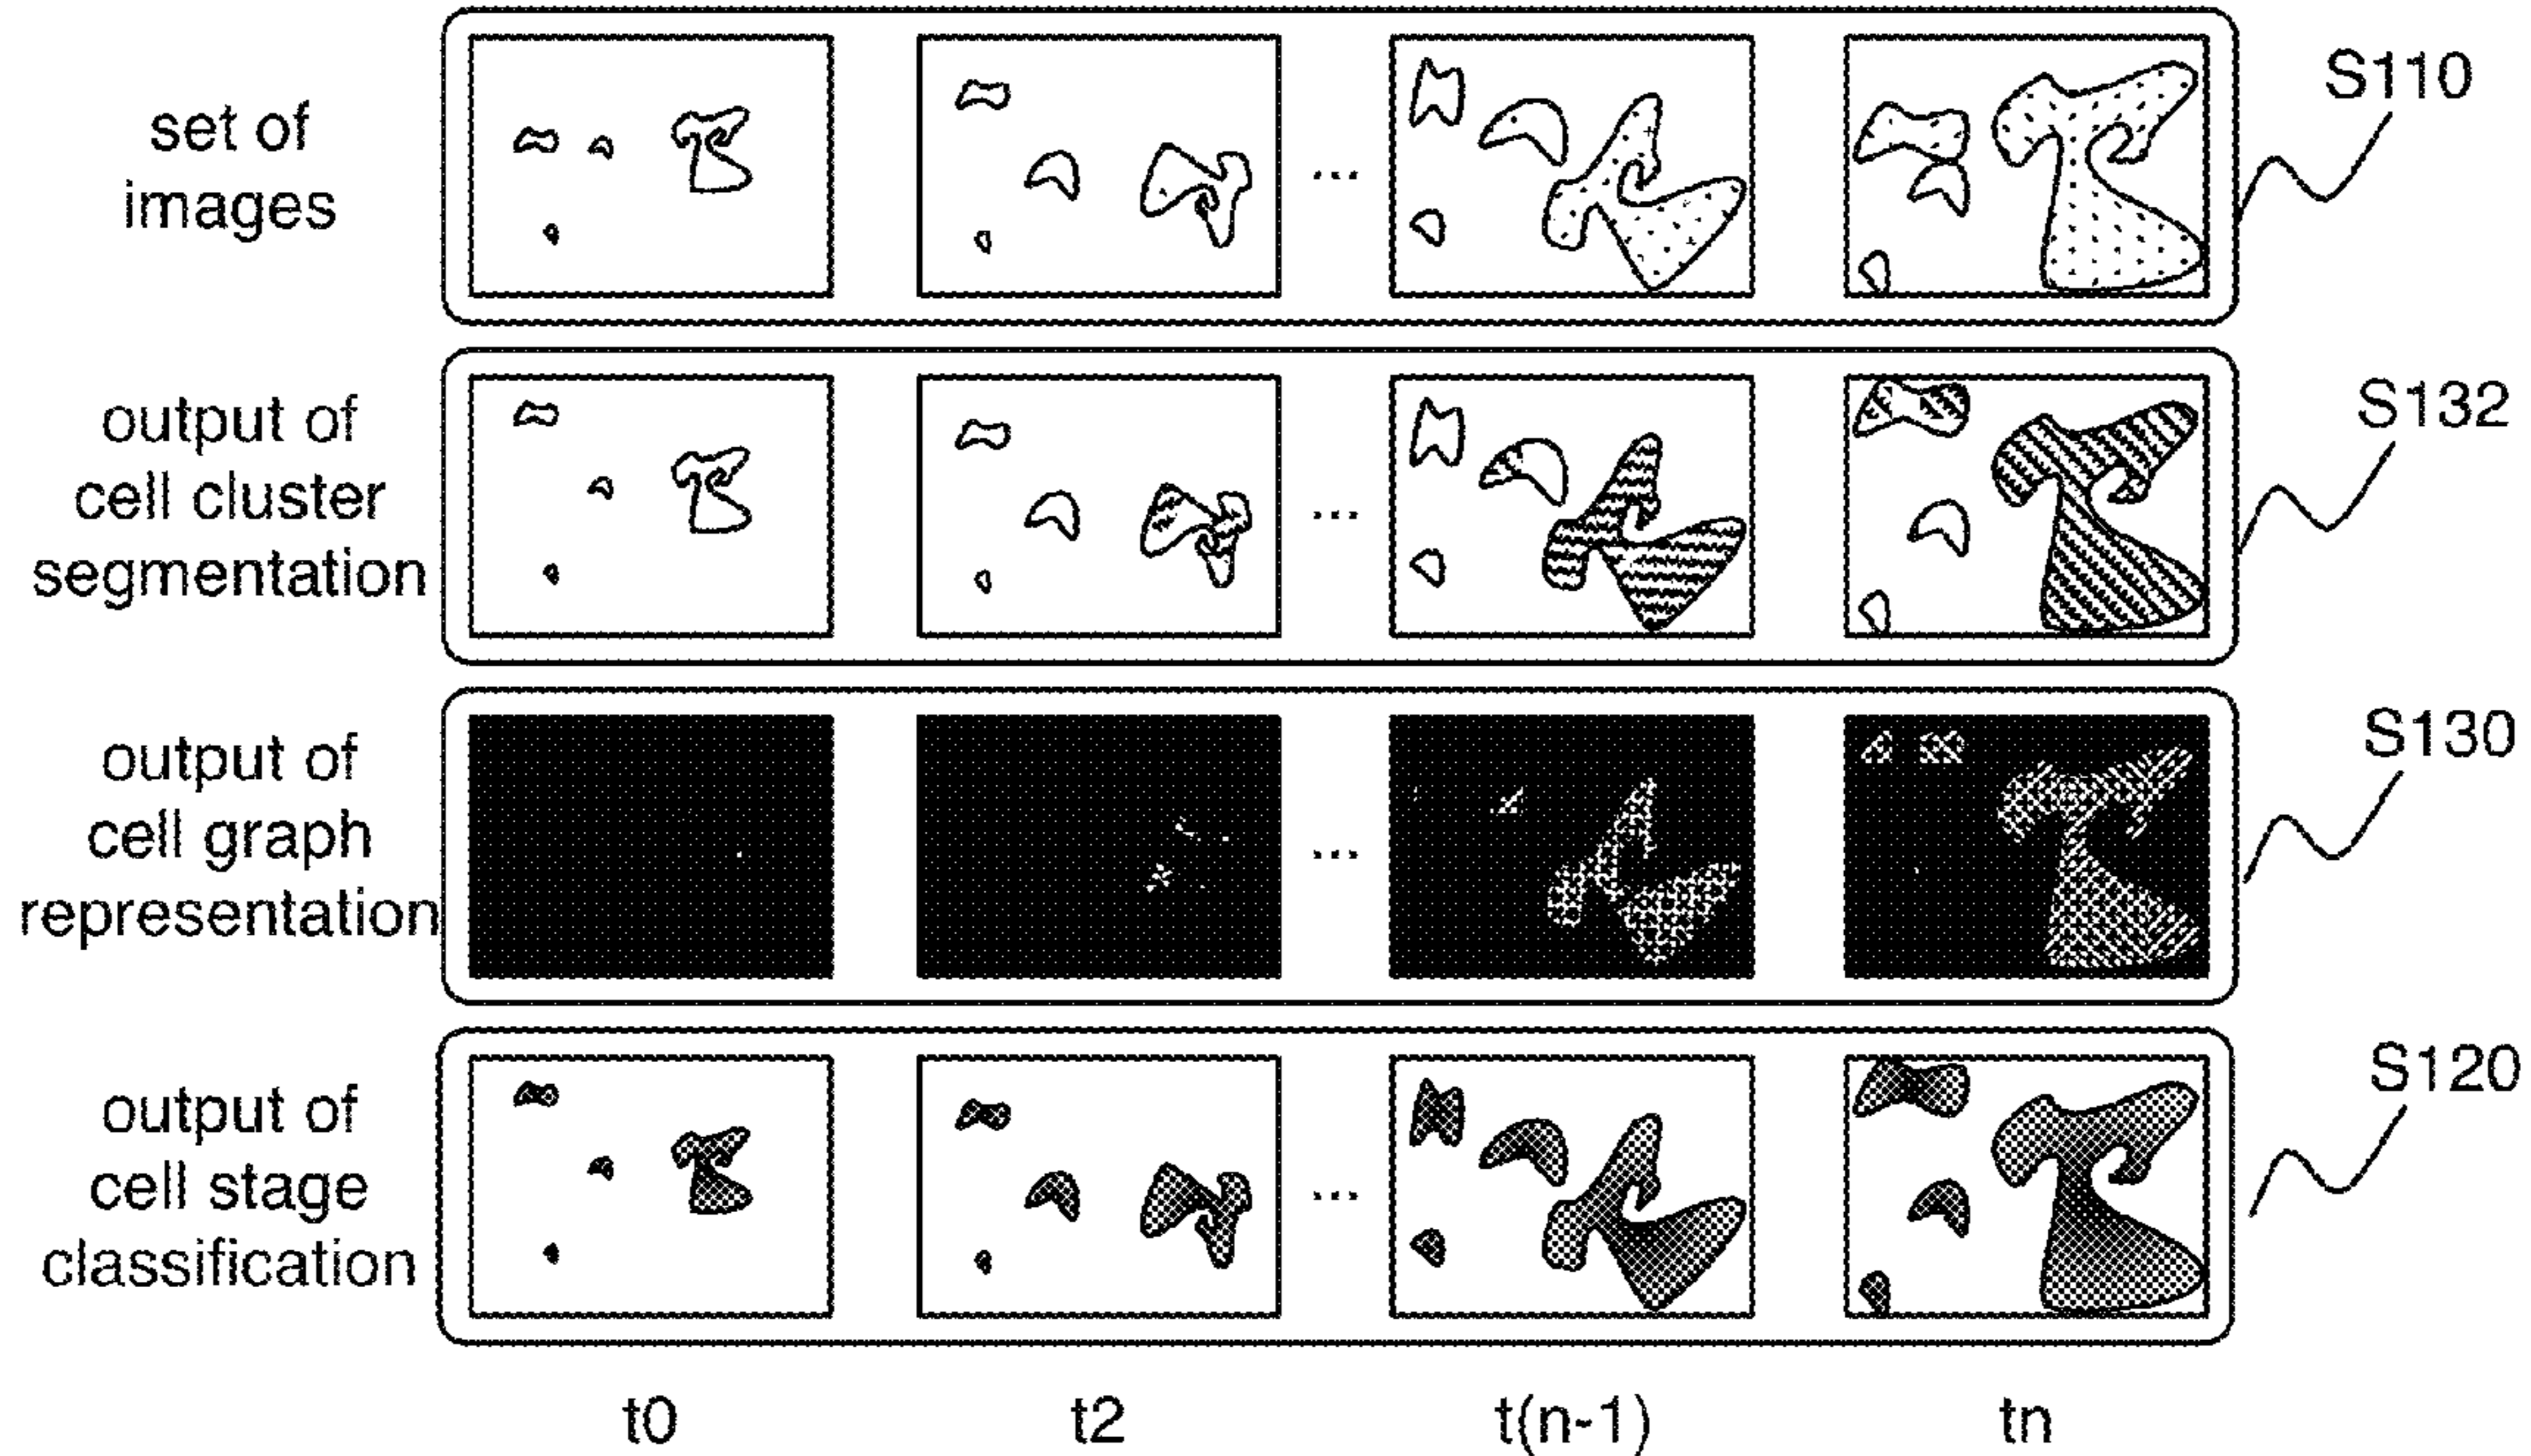 set of
images
...
S110
output of
cell cluster
segmentation
...
S132
output of
cell graph
representation
...
S130
output of
cell stage
classification
...
S120
t0
t2
t(n-1)
tn